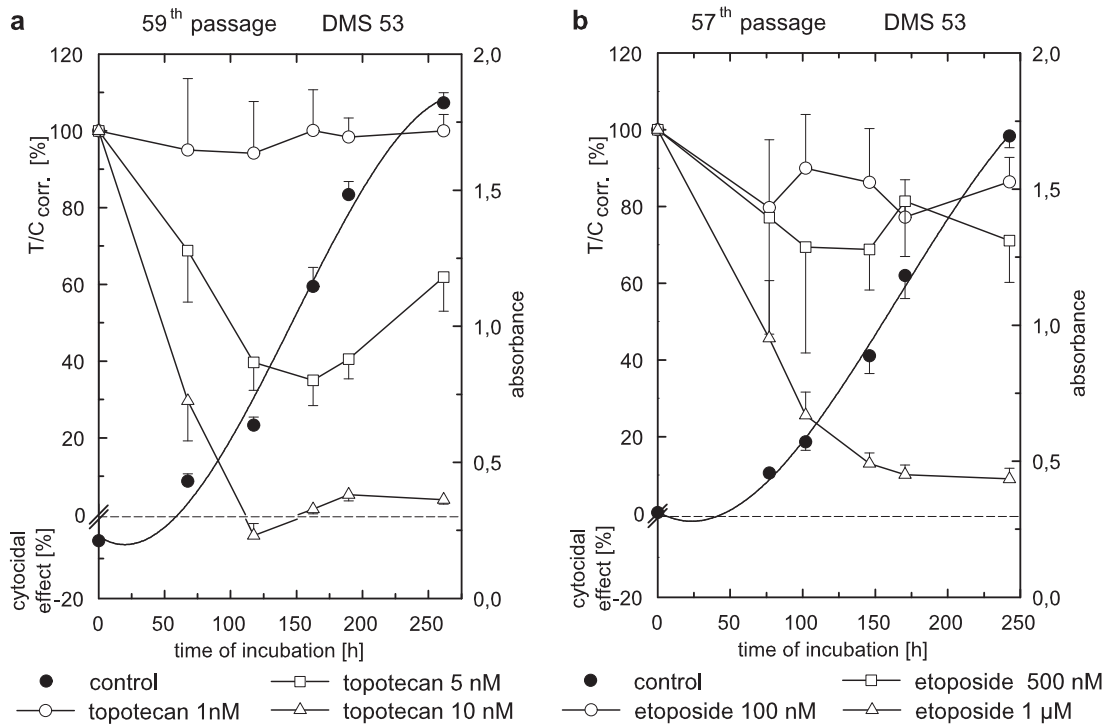 a 59th passage DMS 53
120
100
80
60
40
20
0
-20
T/C corr. [%]
cytocidal
effect [%]
2,0
1,5
1,0
0,5
0,0
absorbance
0 50 100 150 200 250
time of incubation [h]
control
topotecan 1nM
topotecan 5 nM
topotecan 10 nM
b 57th passage DMS 53
120
100
80
60
40
20
0
-20
T/C corr. [%]
cytocidal
effect [%]
2,0
1,5
1,0
0,5
0,0
absorbance
0 50 100 150 200 250
time of incubation [h]
control
etoposide 100 nM
etoposide 500 nM
etoposide 1 µM